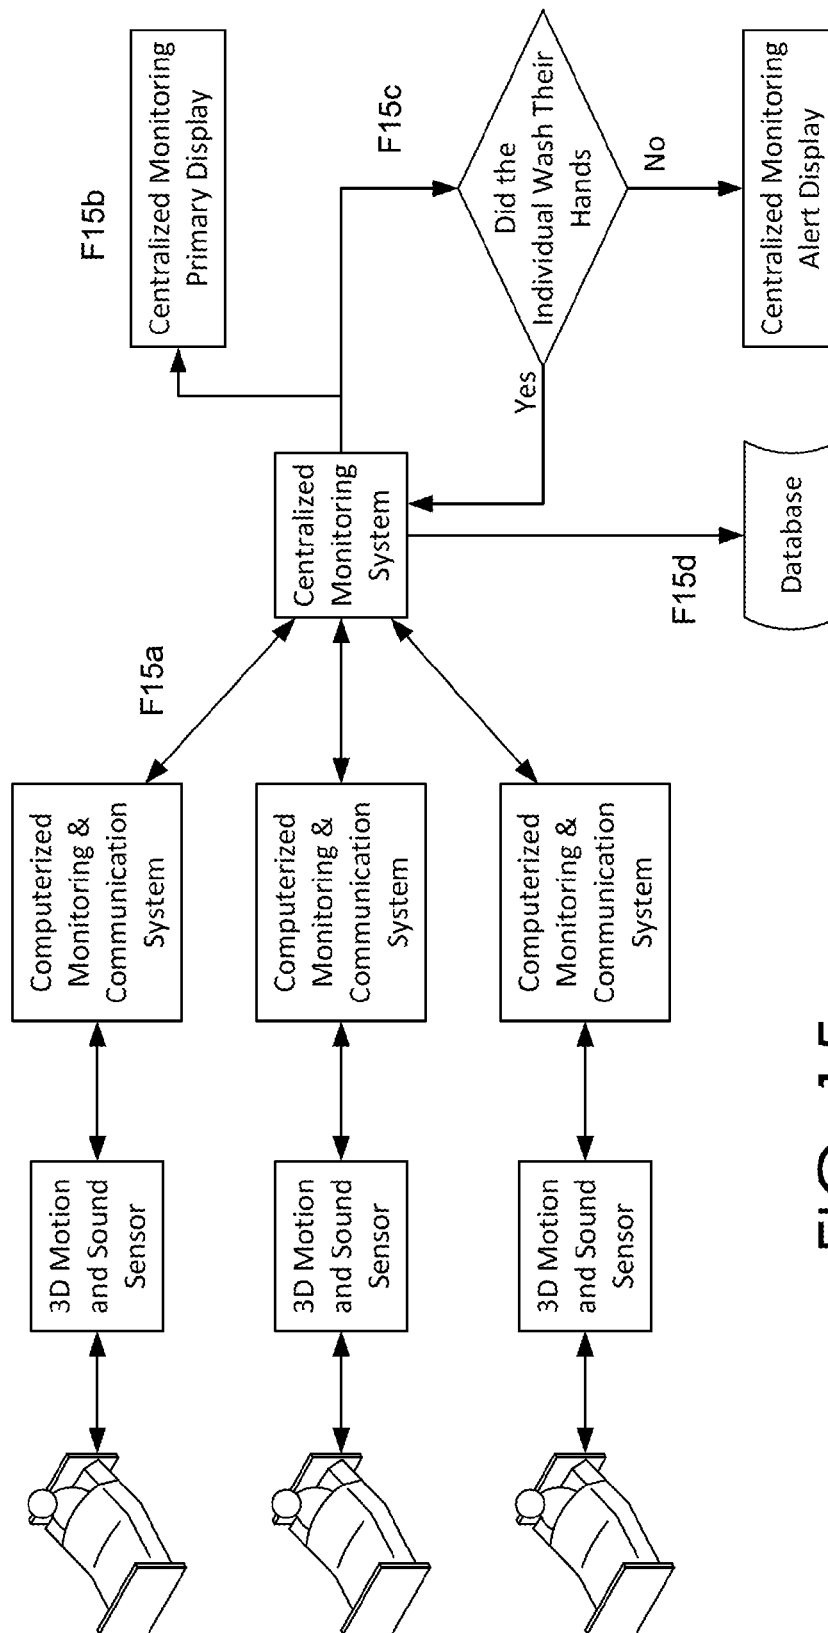 3D Motion
and Sound
Sensor
Computerized
Monitoring &
Communication
System
F15a
3D Motion
and Sound
Sensor
Computerized
Monitoring &
Communication
System
3D Motion
and Sound
Sensor
Computerized
Monitoring &
Communication
System
Centralized
Monitoring
System
F15b
Centralized Monitoring
Primary Display
F15c
Did the
Individual Wash Their
Hands
Yes
No
F15d
Database
Centralized Monitoring
Alert Display